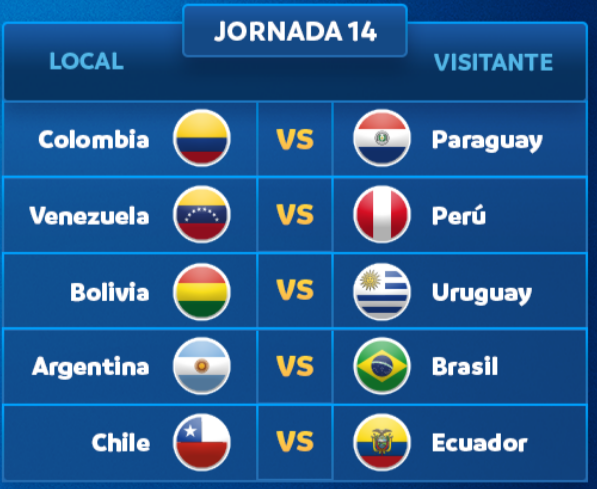 JORNADA 14
LOCAL VISITANTE
Colombia VS Paraguay
Venezuela VS Perú
Bolivia VS Uruguay
Argentina VS Brasil
Chile VS Ecuador